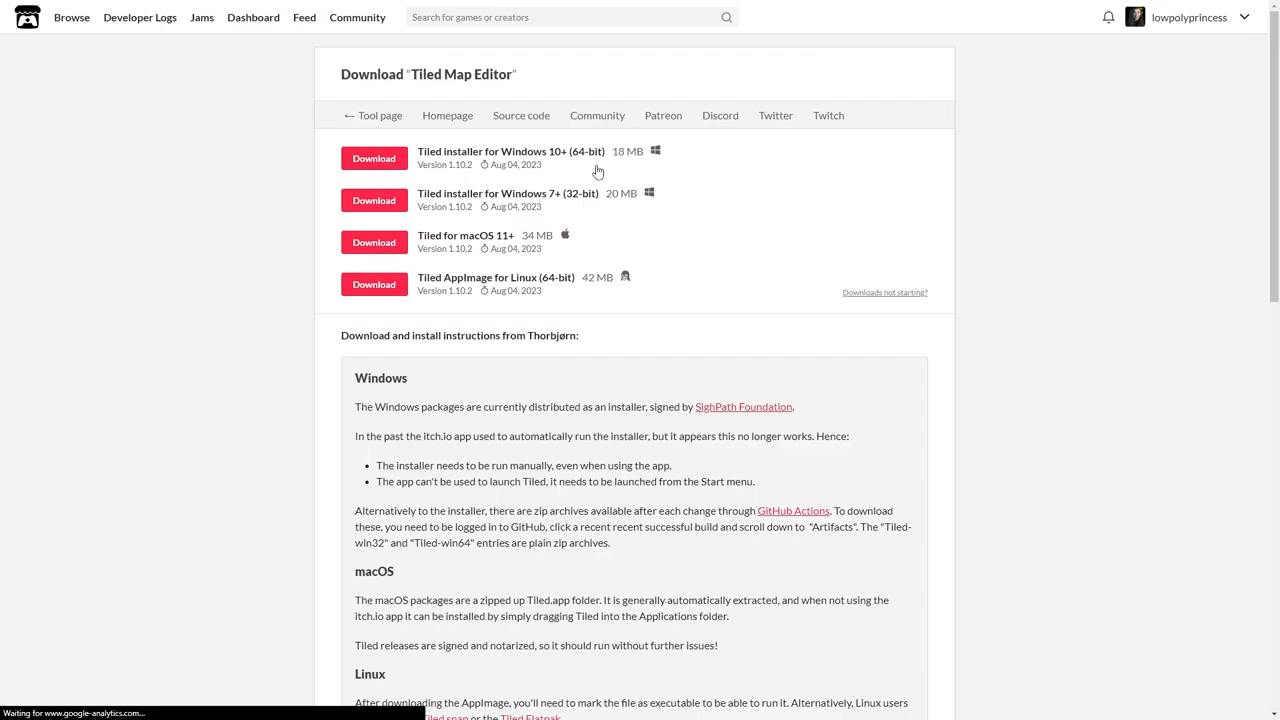 Browse Developer Logs Jams Dashboard Feed Community Search for games or creators lowpolyprincess
Download "Tiled Map Editor"
← Tool page Homepage Source code Community Patreon Discord Twitter Twitch
Download Tiled installer for Windows 10+ (64-bit) 18 MB
Version 1.10.2 Aug 04, 2023
Download Tiled installer for Windows 7+ (32-bit) 20 MB
Version 1.10.2 Aug 04, 2023
Download Tiled for macOS 11+ 34 MB
Version 1.10.2 Aug 04, 2023
Download Tiled AppImage for Linux (64-bit) 42 MB
Version 1.10.2 Aug 04, 2023
Downloads not starting?
Download and install instructions from Thorbjørn:
Windows
The Windows packages are currently distributed as an installer, signed by SighPath Foundation.
In the past the itch.io app used to automatically run the installer, but it appears this no longer works. Hence:
• The installer needs to be run manually, even when using the app.
• The app can't be used to launch Tiled, it needs to be launched from the Start menu.
Alternatively to the installer, there are zip archives available after each change through GitHub Actions. To download
these, you need to be logged in to GitHub, click a recent recent successful build and scroll down to "Artifacts". The "Tiled-
win32" and "Tiled-win64" entries are plain zip archives.
macOS
The macOS packages are a zipped up Tiled.app folder. It is generally automatically extracted, and when not using the
itch.io app it can be installed by simply dragging Tiled into the Applications folder.
Tiled releases are signed and notarized, so it should run without further issues!
Linux
After downloading the AppImage, you'll need to mark the file as executable to be able to run it. Alternatively, Linux users
Tiled snap or the Tiled Flatpak.
Waiting for www.google-analytics.com...